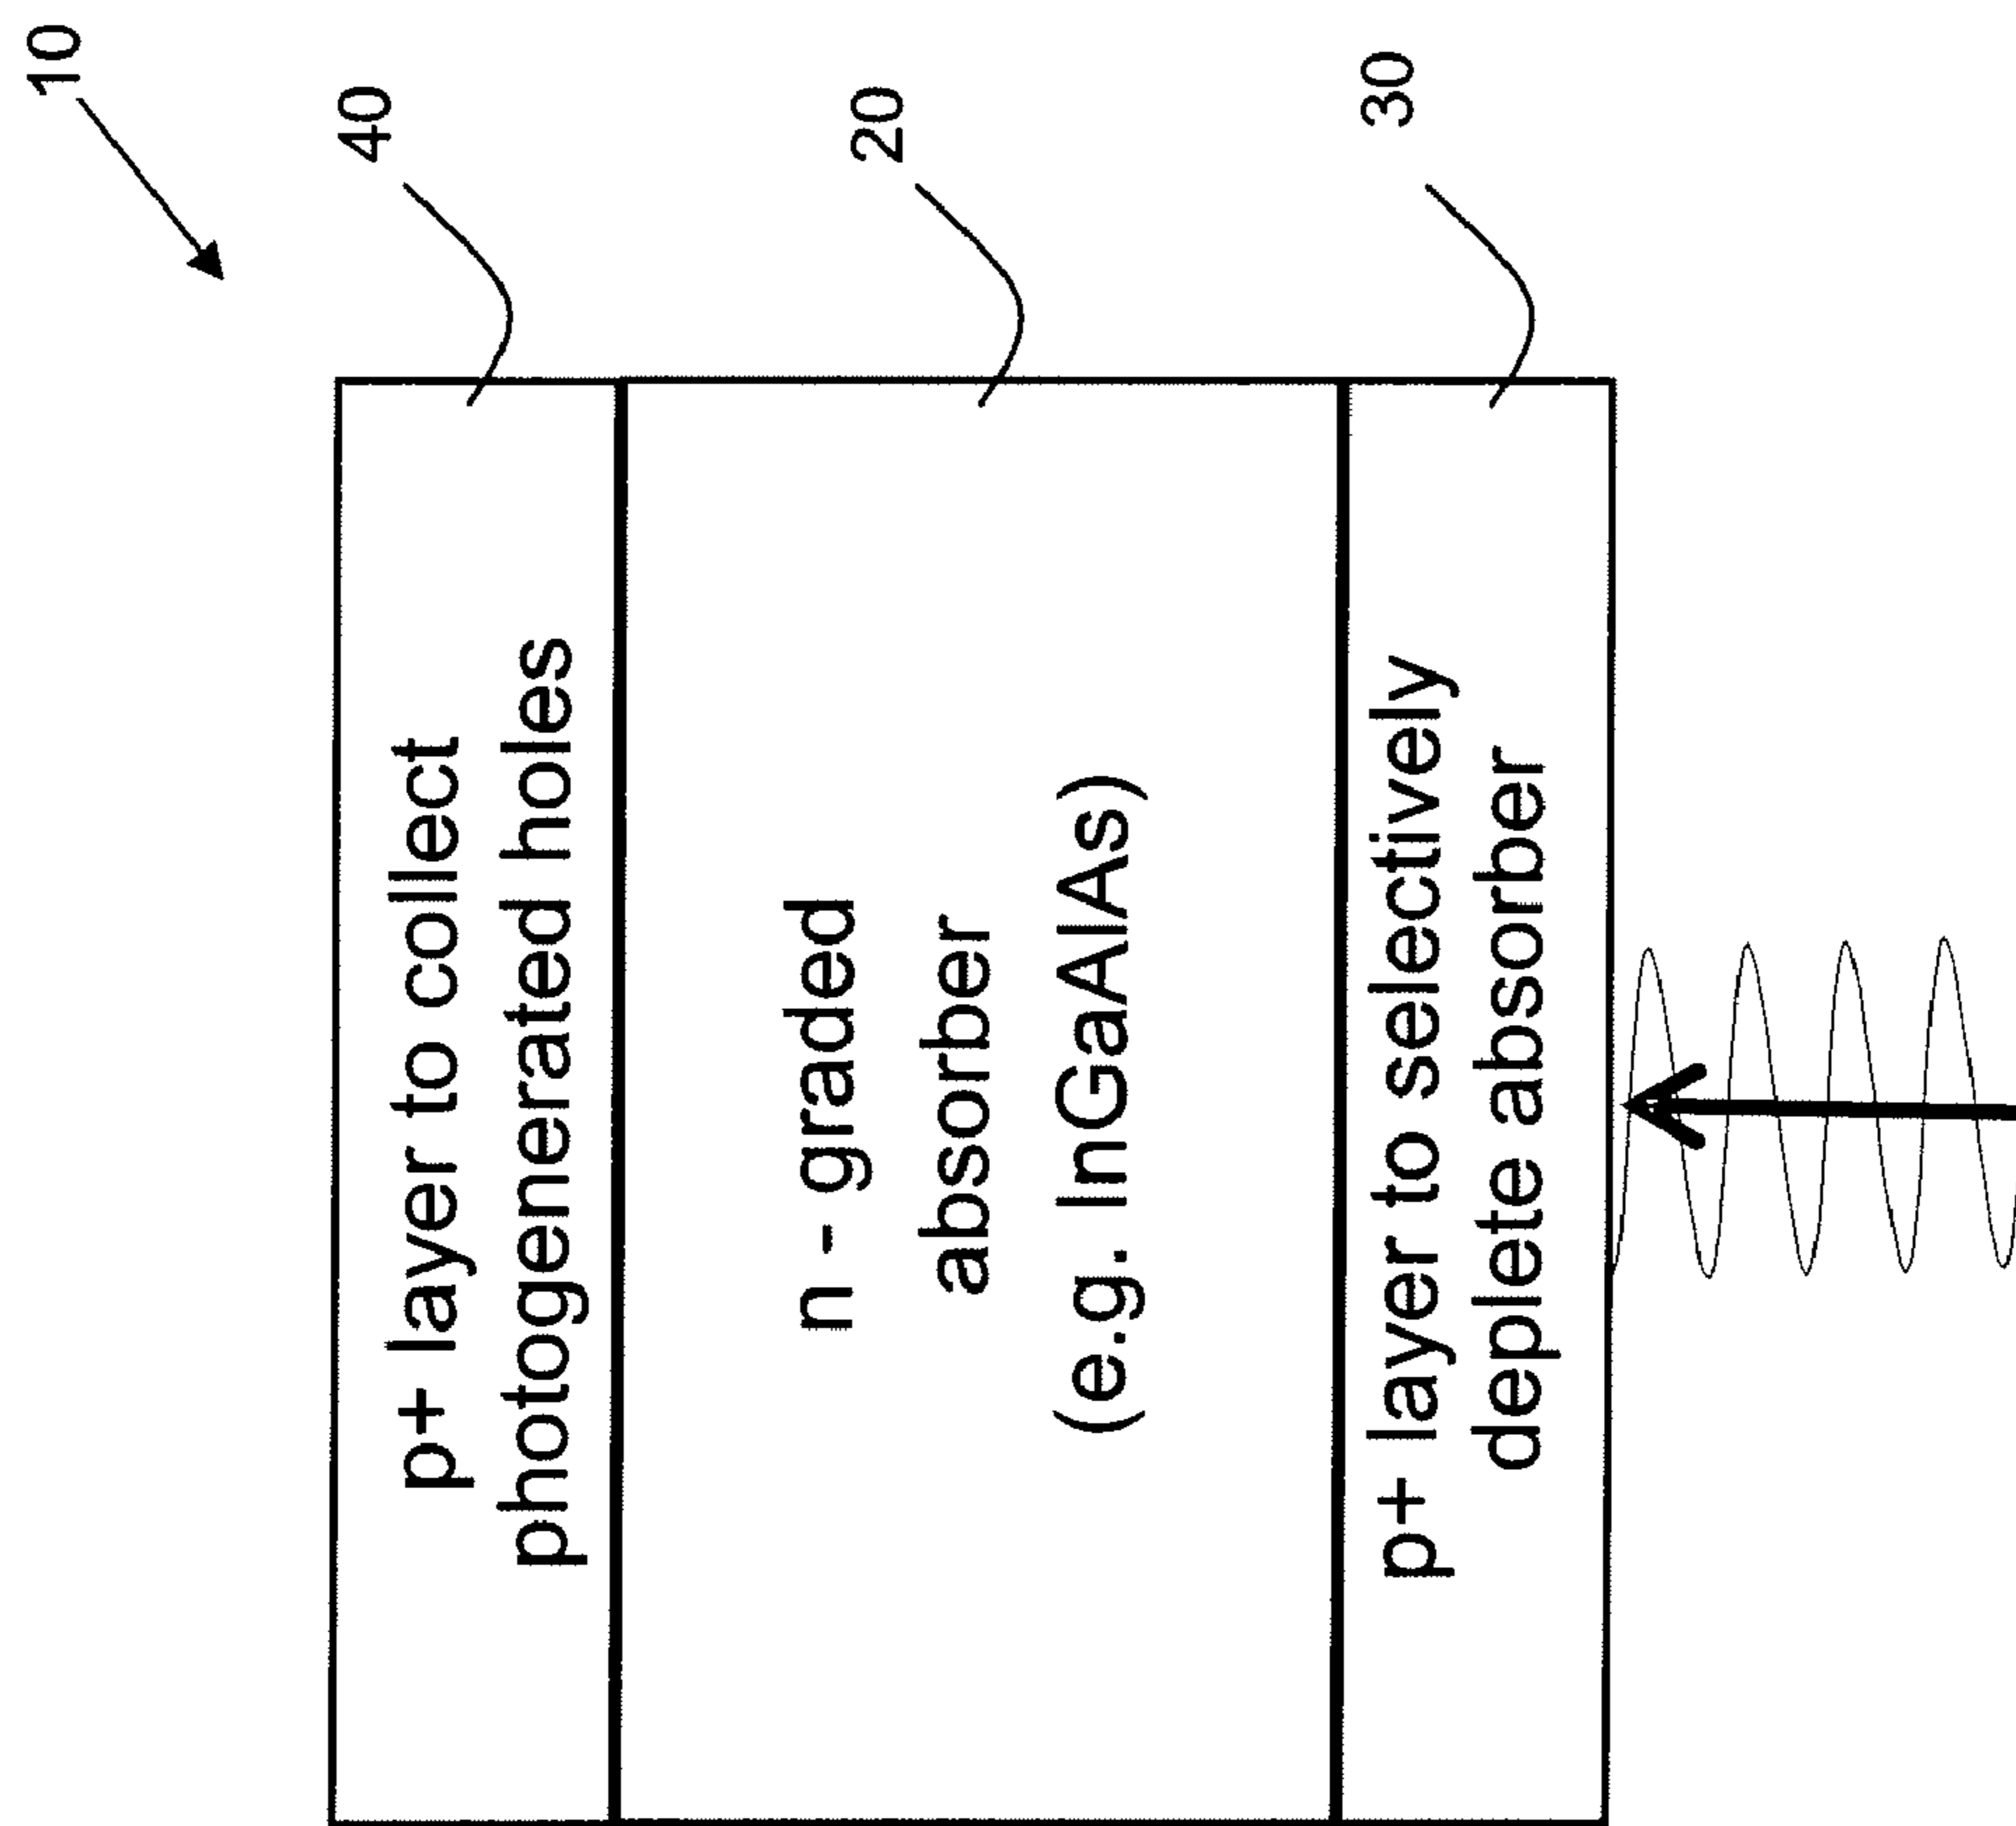 10
40
p+ layer to collect
photogenerated holes
20
n - graded
absorber
(e.g. InGaAlAs)
30
p+ layer to selectively
deplete absorber